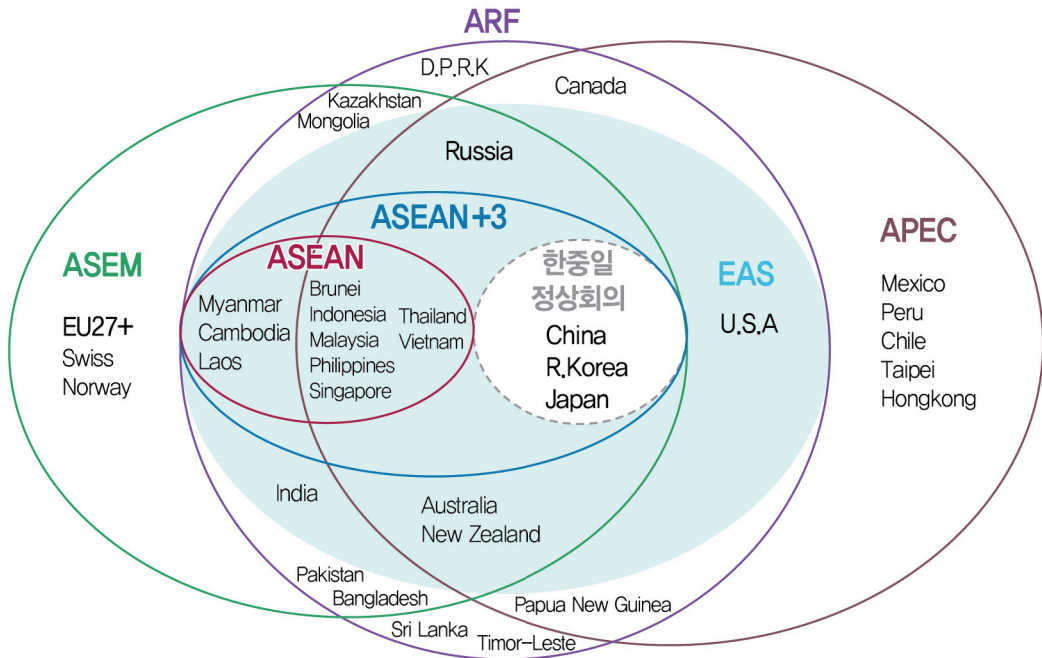 ARF
D.P.R.K
Canada
Kazakhstan
Mongolia
Russia
ASEAN+3
APEC
ASEM
ASEAN
한중일
정상회의
EAS
Mexico
Peru
Chile
Taipei
Hongkong
EU27+
Swiss
Norway
Myanmar
Cambodia
Laos
Brunei
Indonesia
Malaysia
Philippines
Singapore
Thailand
Vietnam
China
R.Korea
Japan
U.S.A
India
Australia
New Zealand
Pakistan
Bangladesh
Papua New Guinea
Sri Lanka
Timor-Leste